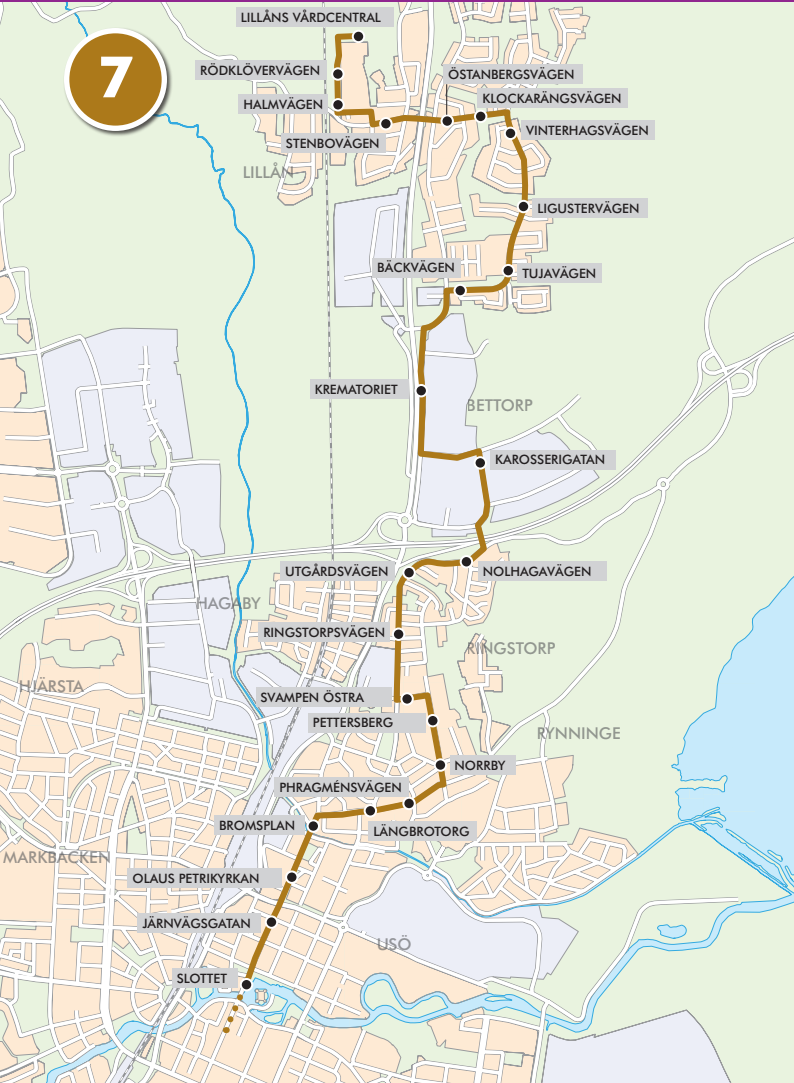 7
LILLÅNS VÅRDCENTRAL
RÖDKLÖVERVÄGEN
HALMVÄGEN
STENBOVÄGEN
ÖSTANBERGSVÄGEN
KLOCKARÄNGSVÄGEN
VINTERHAGSVÄGEN
LILLÅN
LIGUSTERVÄGEN
BÄCKVÄGEN
TUJAVÄGEN
KREMATORIET
BETTORP
KAROSSERIGATAN
UTGÅRDSVÄGEN
NOLHAGAVÄGEN
HAGABY
RINGSTORPSVÄGEN
RINGSTORP
HJÄRSTA
SVAMPEN ÖSTRA
PETTERSBERG
RYNNINGE
NORRBY
PHRAGMÉNSVÄGEN
BROMSPLAN
LÄNGBROTORG
MARKBACKEN
OLAUS PETRIKYRKAN
JÄRNVÄGSGATAN
USÖ
SLOTTET